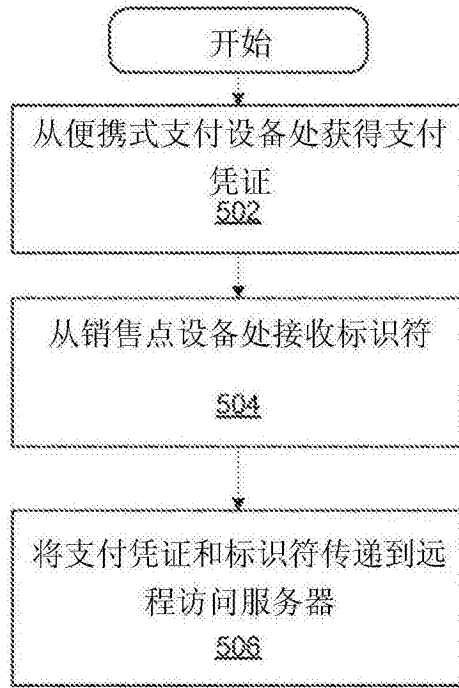 开始
从便携式支付设备处获得支付
凭证
502
从销售点设备处接收标识符
504
将支付凭证和标识符传递到远
程访问服务器
506